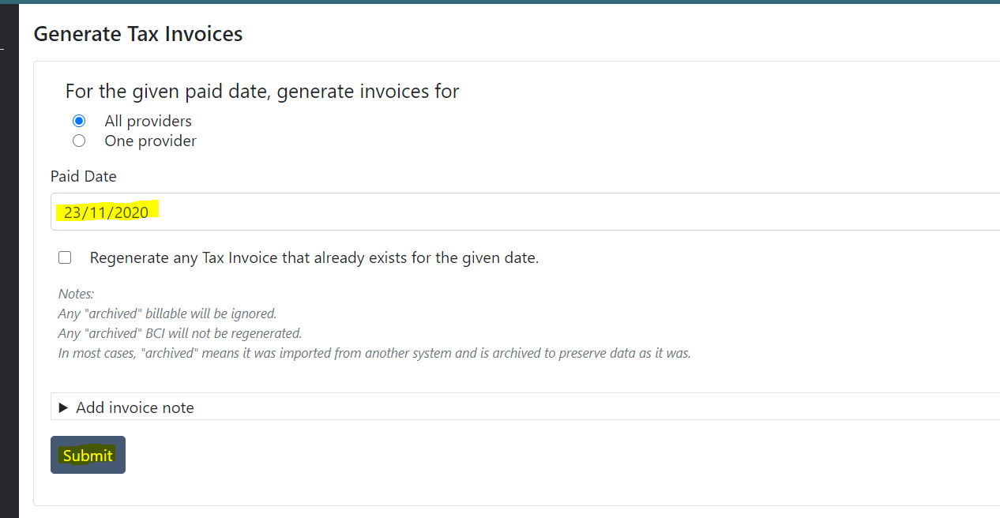 Generate Tax Invoices
For the given paid date, generate invoices for
All providers
One provider
Paid Date
23/11/2020
Regenerate any Tax Invoice that already exists for the given date.
Notes:
Any "archived" billable will be ignored.
Any "archived" BCI will not be regenerated.
In most cases, "archived" means it was imported from another system and is archived to preserve data as it was.
Add invoice note
Submit